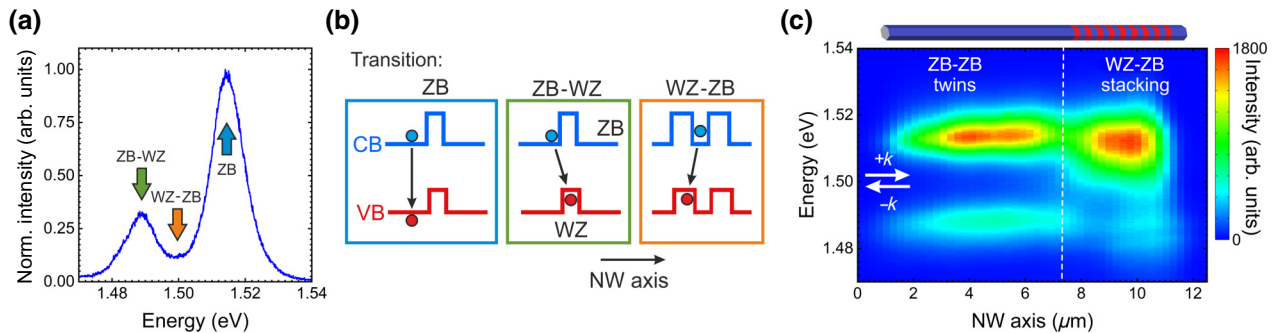 (a)
Norm. intensity (arb. units)
1.00
0.75
0.50
0.25
0.00
ZB-WZ
WZ-ZB
ZB
1.48
1.50
1.52
1.54
Energy (eV)
(b)
Transition:
ZB
ZB-WZ
WZ-ZB
CB
VB
ZB
WZ
NW axis
(c)
Energy (eV)
1.54
1.52
1.50
1.48
ZB-ZB
twins
WZ-ZB
stacking
+k
−k
0
2
4
6
8
10
12
NW axis (µm)
1800
0
Intensity
(arb. units)